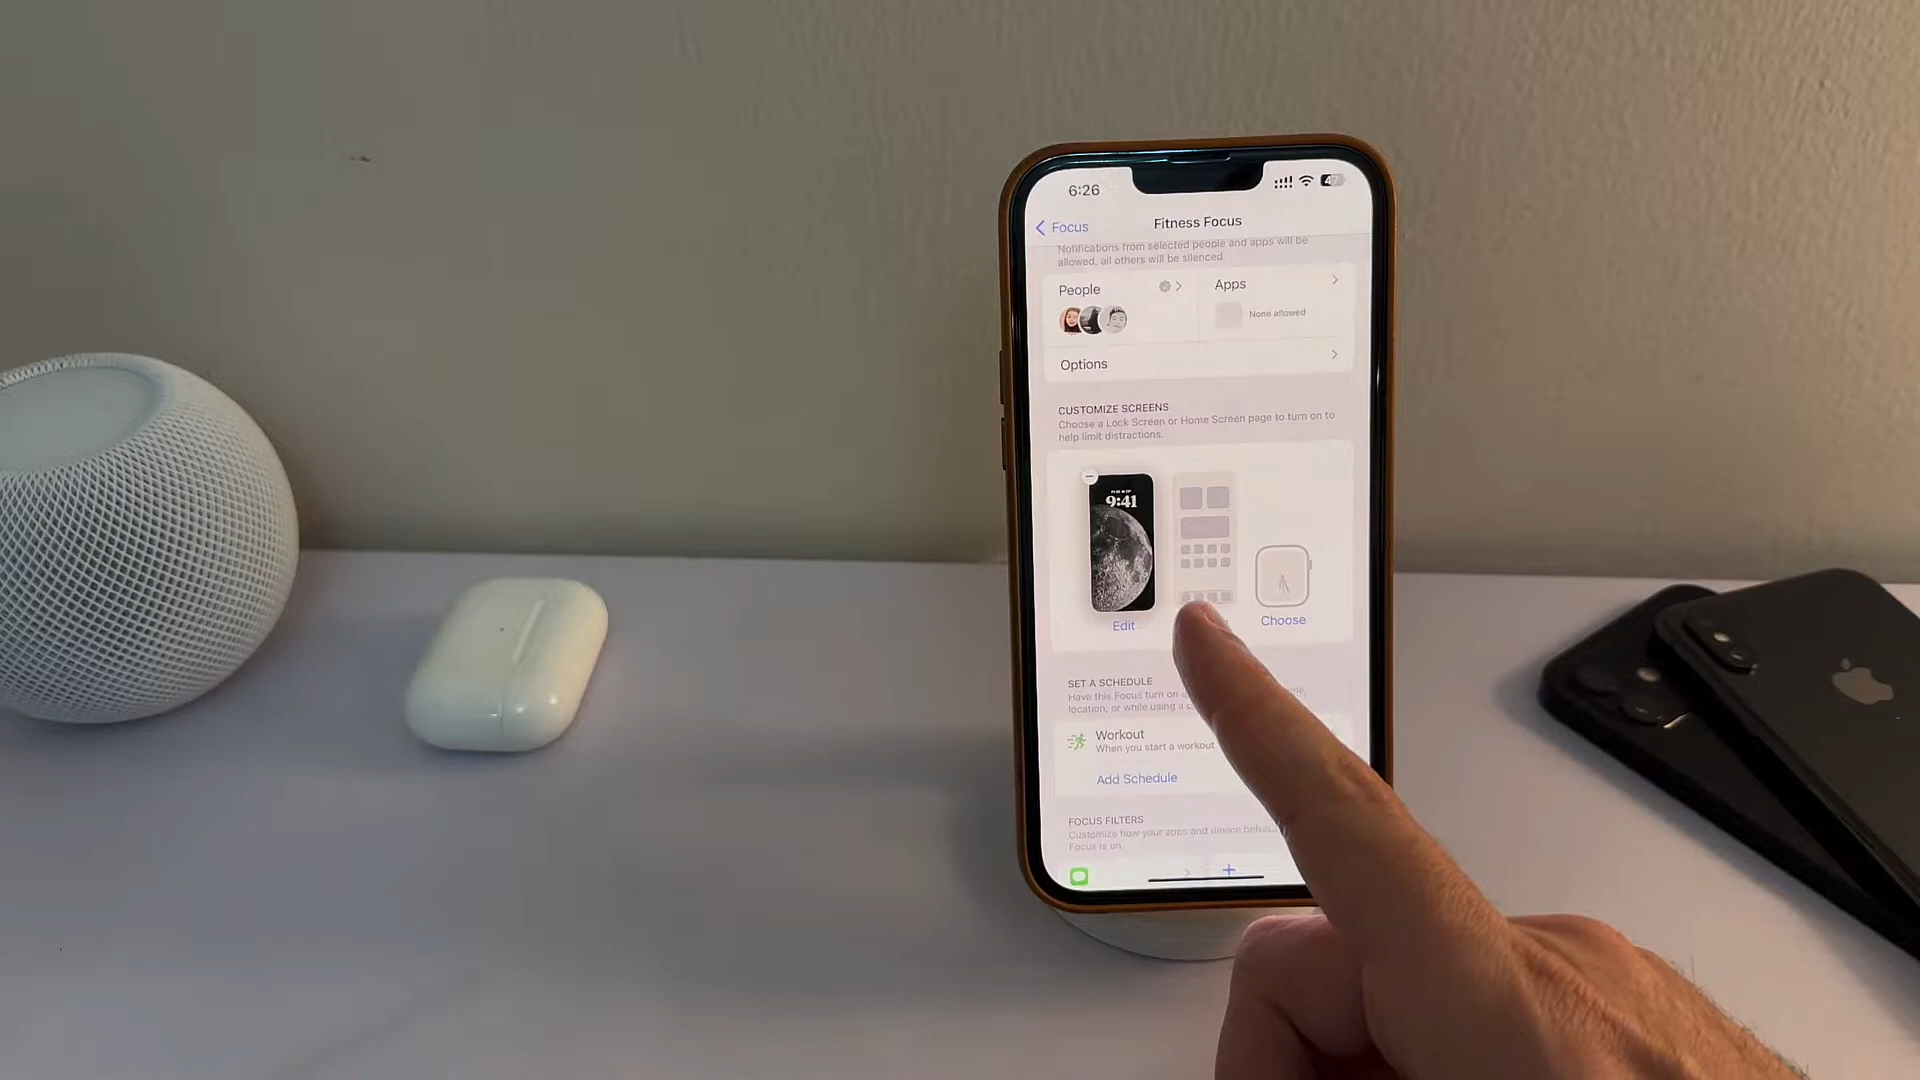 6:26
47
Focus
Fitness Focus
Notifications from selected people and apps will be
allowed, all others will be silenced.
People
Apps
None allowed
Options
CUSTOMIZE SCREENS
Choose a Lock Screen or Home Screen page to turn on to
help limit distractions.
9:41
Edit
Choose
SET A SCHEDULE
Have this Focus turn on
location, or while using a
Workout
When you start a workout
Add Schedule
FOCUS FILTERS
Customize how your apps and device
Focus is on.